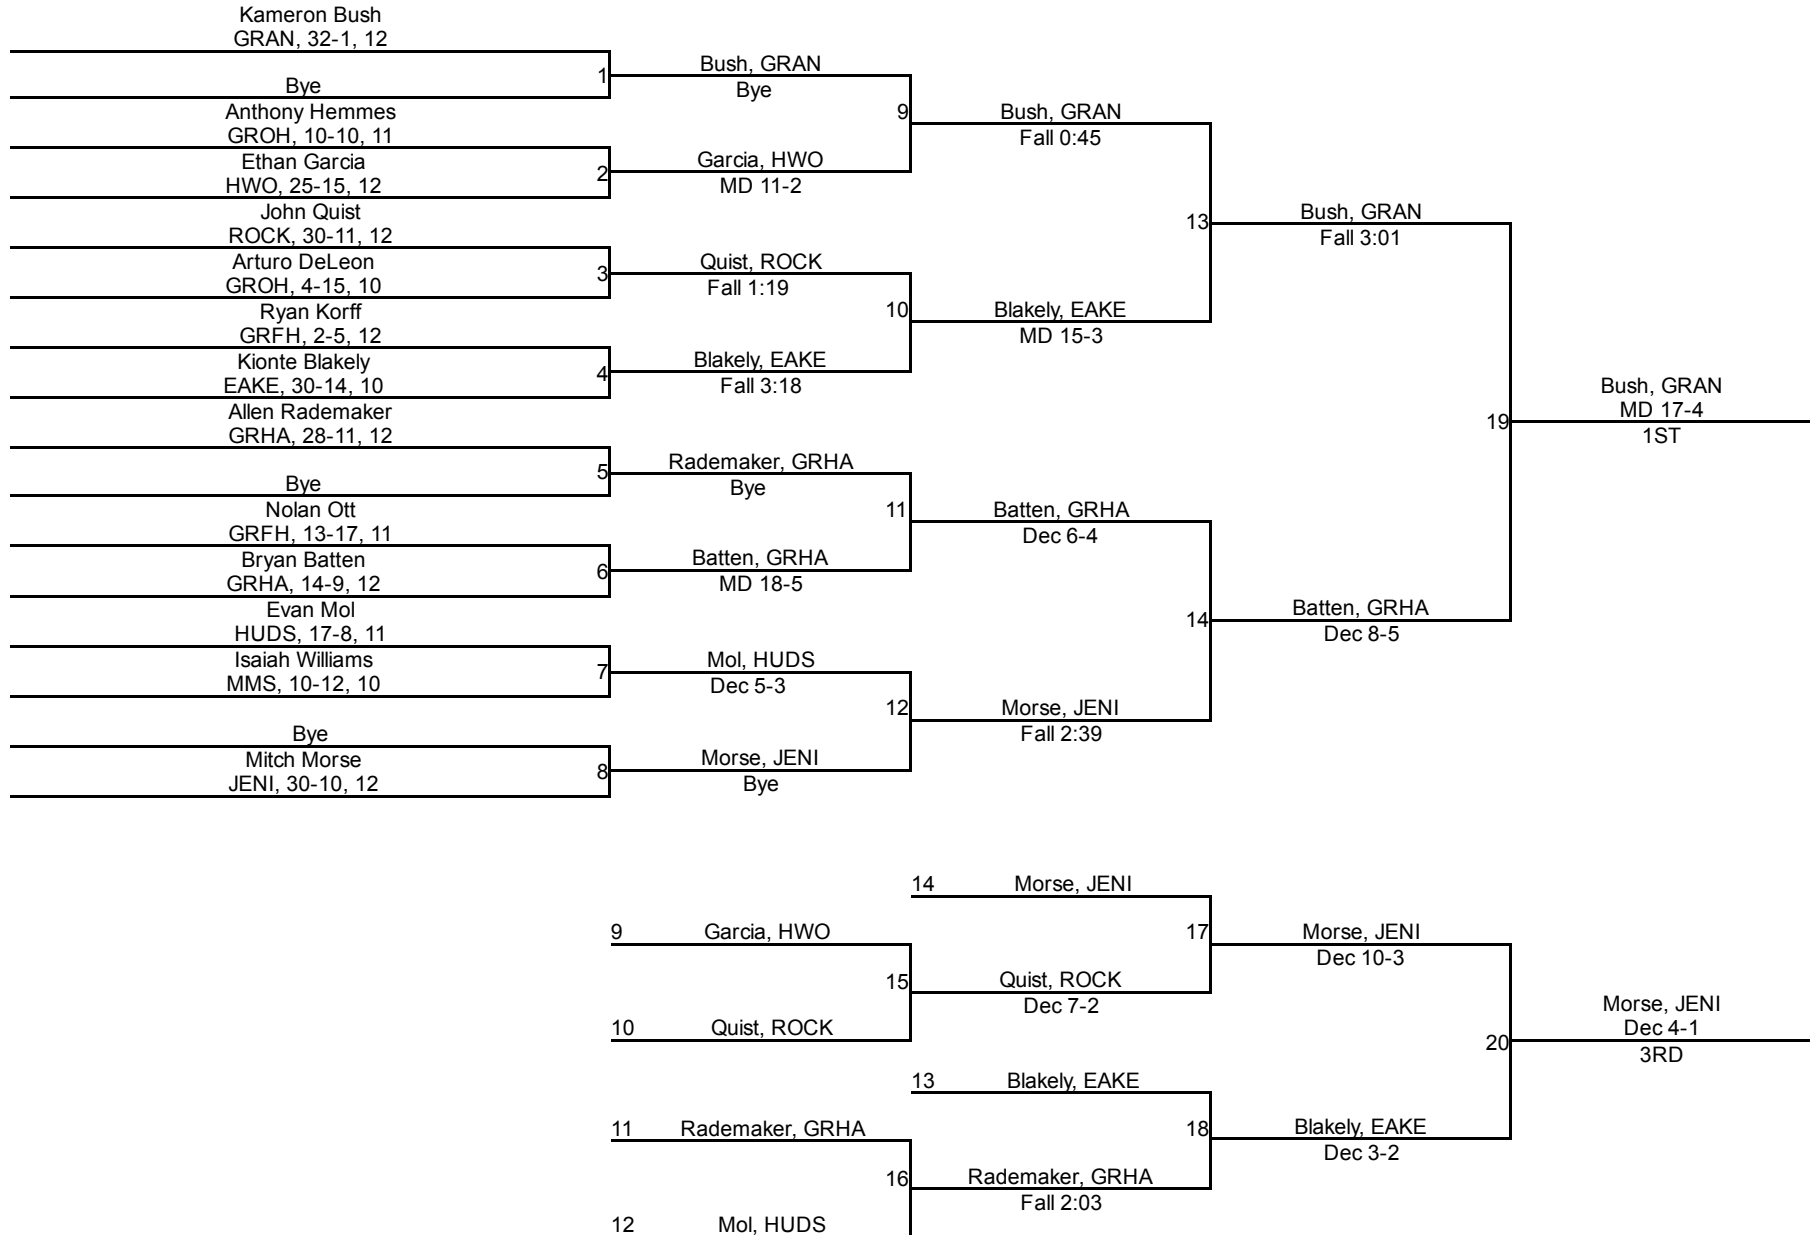 Kameron Bush
GRAN, 32-1, 12
Bye
1
Anthony Hemmes
GROH, 10-10, 11
Ethan Garcia
HWO, 25-15, 12
2
John Quist
ROCK, 30-11, 12
Arturo DeLeon
GROH, 4-15, 10
3
Ryan Korff
GRFH, 2-5, 12
Kionte Blakely
EAKE, 30-14, 10
4
Allen Rademaker
GRHA, 28-11, 12
Bye
5
Nolan Ott
GRFH, 13-17, 11
Bryan Batten
GRHA, 14-9, 12
6
Evan Mol
HUDS, 17-8, 11
Isaiah Williams
MMS, 10-12, 10
7
Bye
Mitch Morse
JENI, 30-10, 12
8
Bush, GRAN
Bye
9
Garcia, HWO
MD 11-2
Quist, ROCK
Fall 1:19
10
Blakely, EAKE
Fall 3:18
Rademaker, GRHA
Bye
11
Batten, GRHA
MD 18-5
Mol, HUDS
Dec 5-3
12
Morse, JENI
Bye
Bush, GRAN
Fall 0:45
13
Blakely, EAKE
MD 15-3
Batten, GRHA
Dec 6-4
14
Morse, JENI
Fall 2:39
Bush, GRAN
Fall 3:01
19
Batten, GRHA
Dec 8-5
Bush, GRAN
MD 17-4
1ST
14 Morse, JENI
9 Garcia, HWO
15
10 Quist, ROCK
17
Quist, ROCK
Dec 7-2
Morse, JENI
Dec 10-3
13 Blakely, EAKE
11 Rademaker, GRHA
16
12 Mol, HUDS
18
Rademaker, GRHA
Fall 2:03
Blakely, EAKE
Dec 3-2
20
Morse, JENI
Dec 4-1
3RD